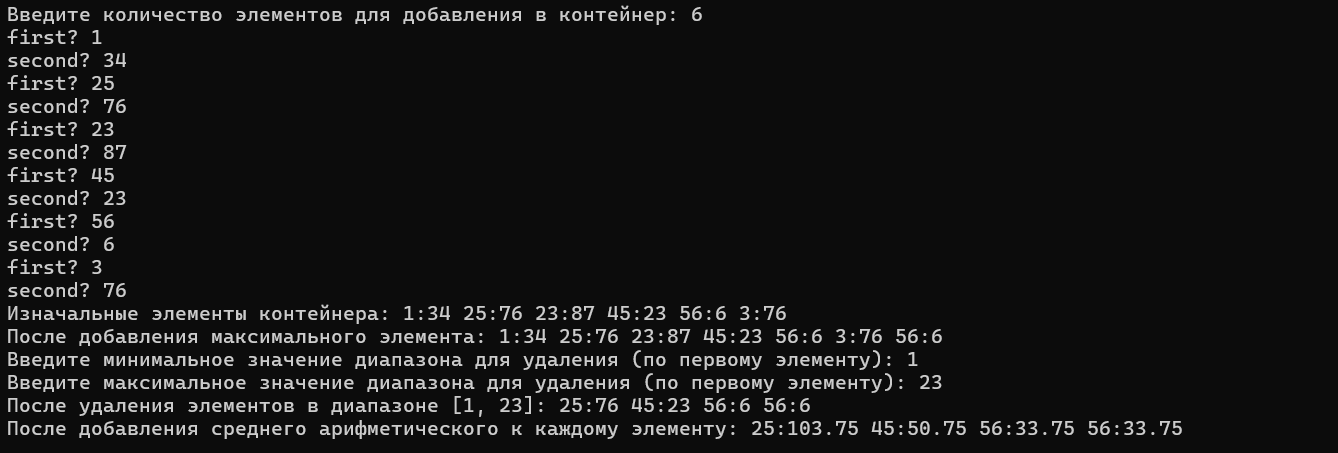 Введите количество элементов для добавления в контейнер: 6
first? 1
second? 34
first? 25
second? 76
first? 23
second? 87
first? 45
second? 23
first? 56
second? 6
first? 3
second? 76
Изначальные элементы контейнера: 1:34 25:76 23:87 45:23 56:6 3:76
После добавления максимального элемента: 1:34 25:76 23:87 45:23 56:6 3:76 56:6
Введите минимальное значение диапазона для удаления (по первому элементу): 1
Введите максимальное значение диапазона для удаления (по первому элементу): 23
После удаления элементов в диапазоне [1, 23]: 25:76 45:23 56:6 56:6
После добавления среднего арифметического к каждому элементу: 25:103.75 45:50.75 56:33.75 56:33.75